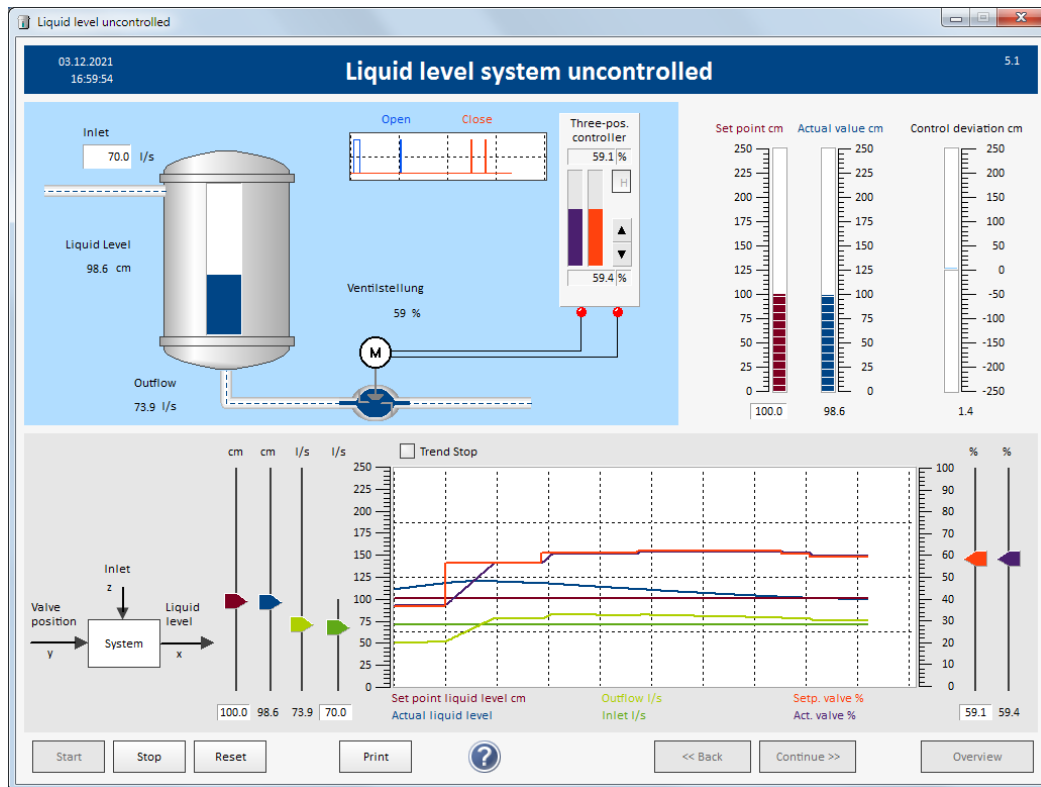 Liquid level uncontrolled
03.12.2021
16:59:54
Liquid level system uncontrolled
5.1
Inlet
70.0 l/s
Liquid Level
98.6 cm
Outflow
73.9 l/s
Open Close
Ventilstellung
59 %
M
Three-pos.
controller
59.1 %
H
59.4 %
Set point cm Actual value cm Control deviation cm
250 250 250
225 225 200
200 200 150
175 175 100
150 150 50
125 125 0
100 100 -50
75 75 -100
50 50 -150
25 25 -200
0 0 -250
100.0 98.6 1.4
Inlet
z
Valve
position
y
System
Liquid
level
x
cm cm l/s l/s
100.0 98.6 73.9 70.0
Trend Stop
250
225
200
175
150
125
100
75
50
25
0
100
90
80
70
60
50
40
30
20
10
0
Set point liquid level cm Outflow l/s Setp. valve %
Actual liquid level Inlet l/s Act. valve %
% %
59.1 59.4
Start Stop Reset Print ? << Back Continue >> Overview